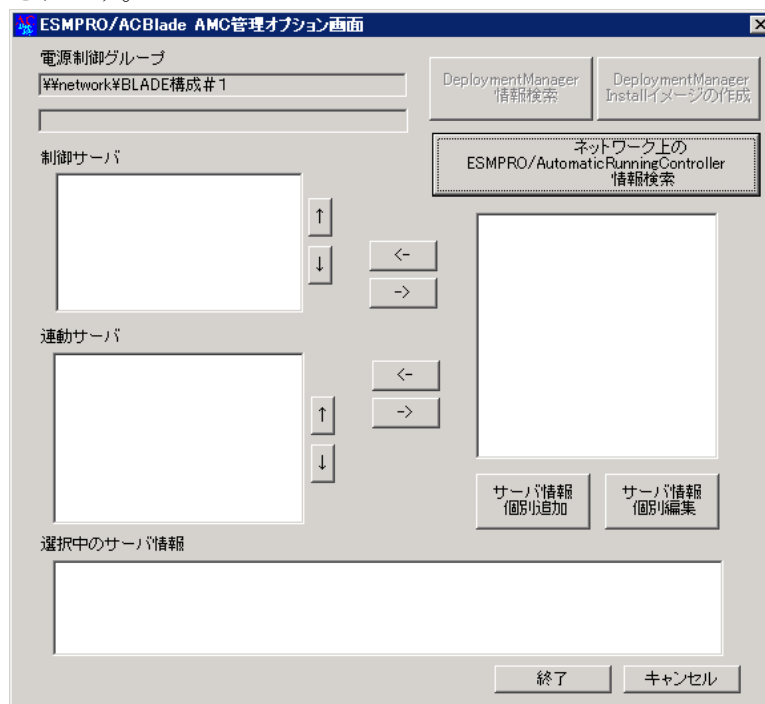 ESMPRO/ACBlade AMC管理オプション画面
電源制御グループ
¥¥network¥BLADE構成#1
DeploymentManager
情報検索
DeploymentManager
Installイメージの作成
ネットワーク上の
ESMPRO/AutomaticRunningController
情報検索
制御サーバ
↑
↓
<-
->
連動サーバ
<-
->
↑
↓
サーバ情報
個別追加
サーバ情報
個別編集
選択中のサーバ情報
終了
キャンセル